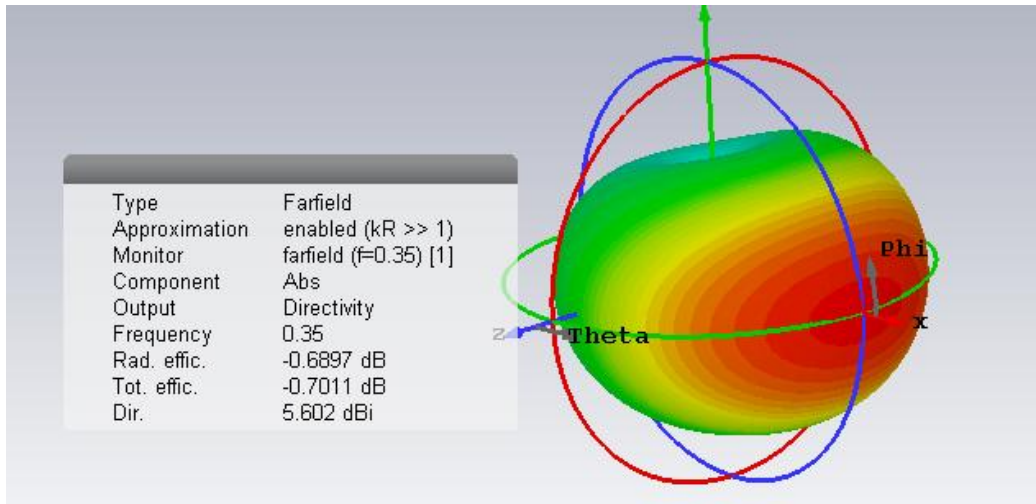 Type Farfield
Approximation enabled (kR >> 1)
Monitor farfield (f=0.35) [1]
Component Abs
Output Directivity
Frequency 0.35
Rad. effic. -0.6897 dB
Tot. effic. -0.7011 dB
Dir. 5.602 dBi
Phi
x
z
Theta